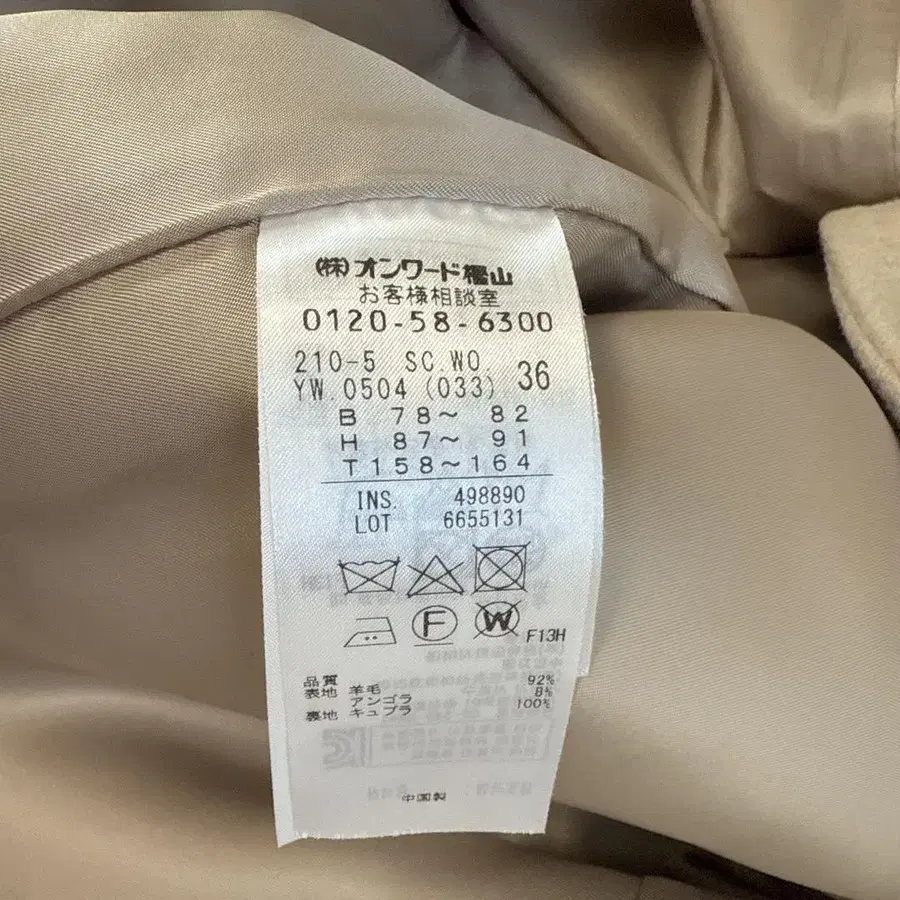 (株)オンワード樫山
お客様相談室
0120-58-6300
210-5 SC.WO.
YW.0504 (033) 36
B 78～ 82
H 87～ 91
T158～164
INS. 498890
LOT 6655131
F W F13H
品質
表地 羊毛 92%
アンゴラ 8%
裏地 キュプラ 100%
中国製